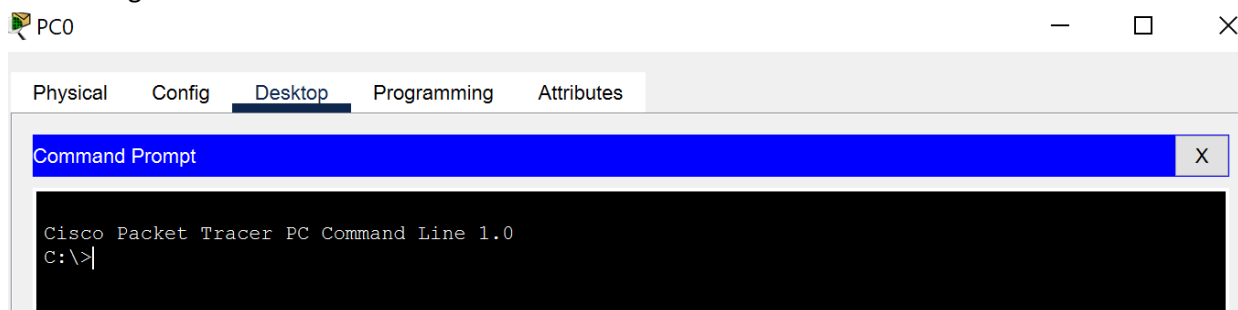 PC0
Physical Config Desktop Programming Attributes
Command Prompt X
Cisco Packet Tracer PC Command Line 1.0
C:\>